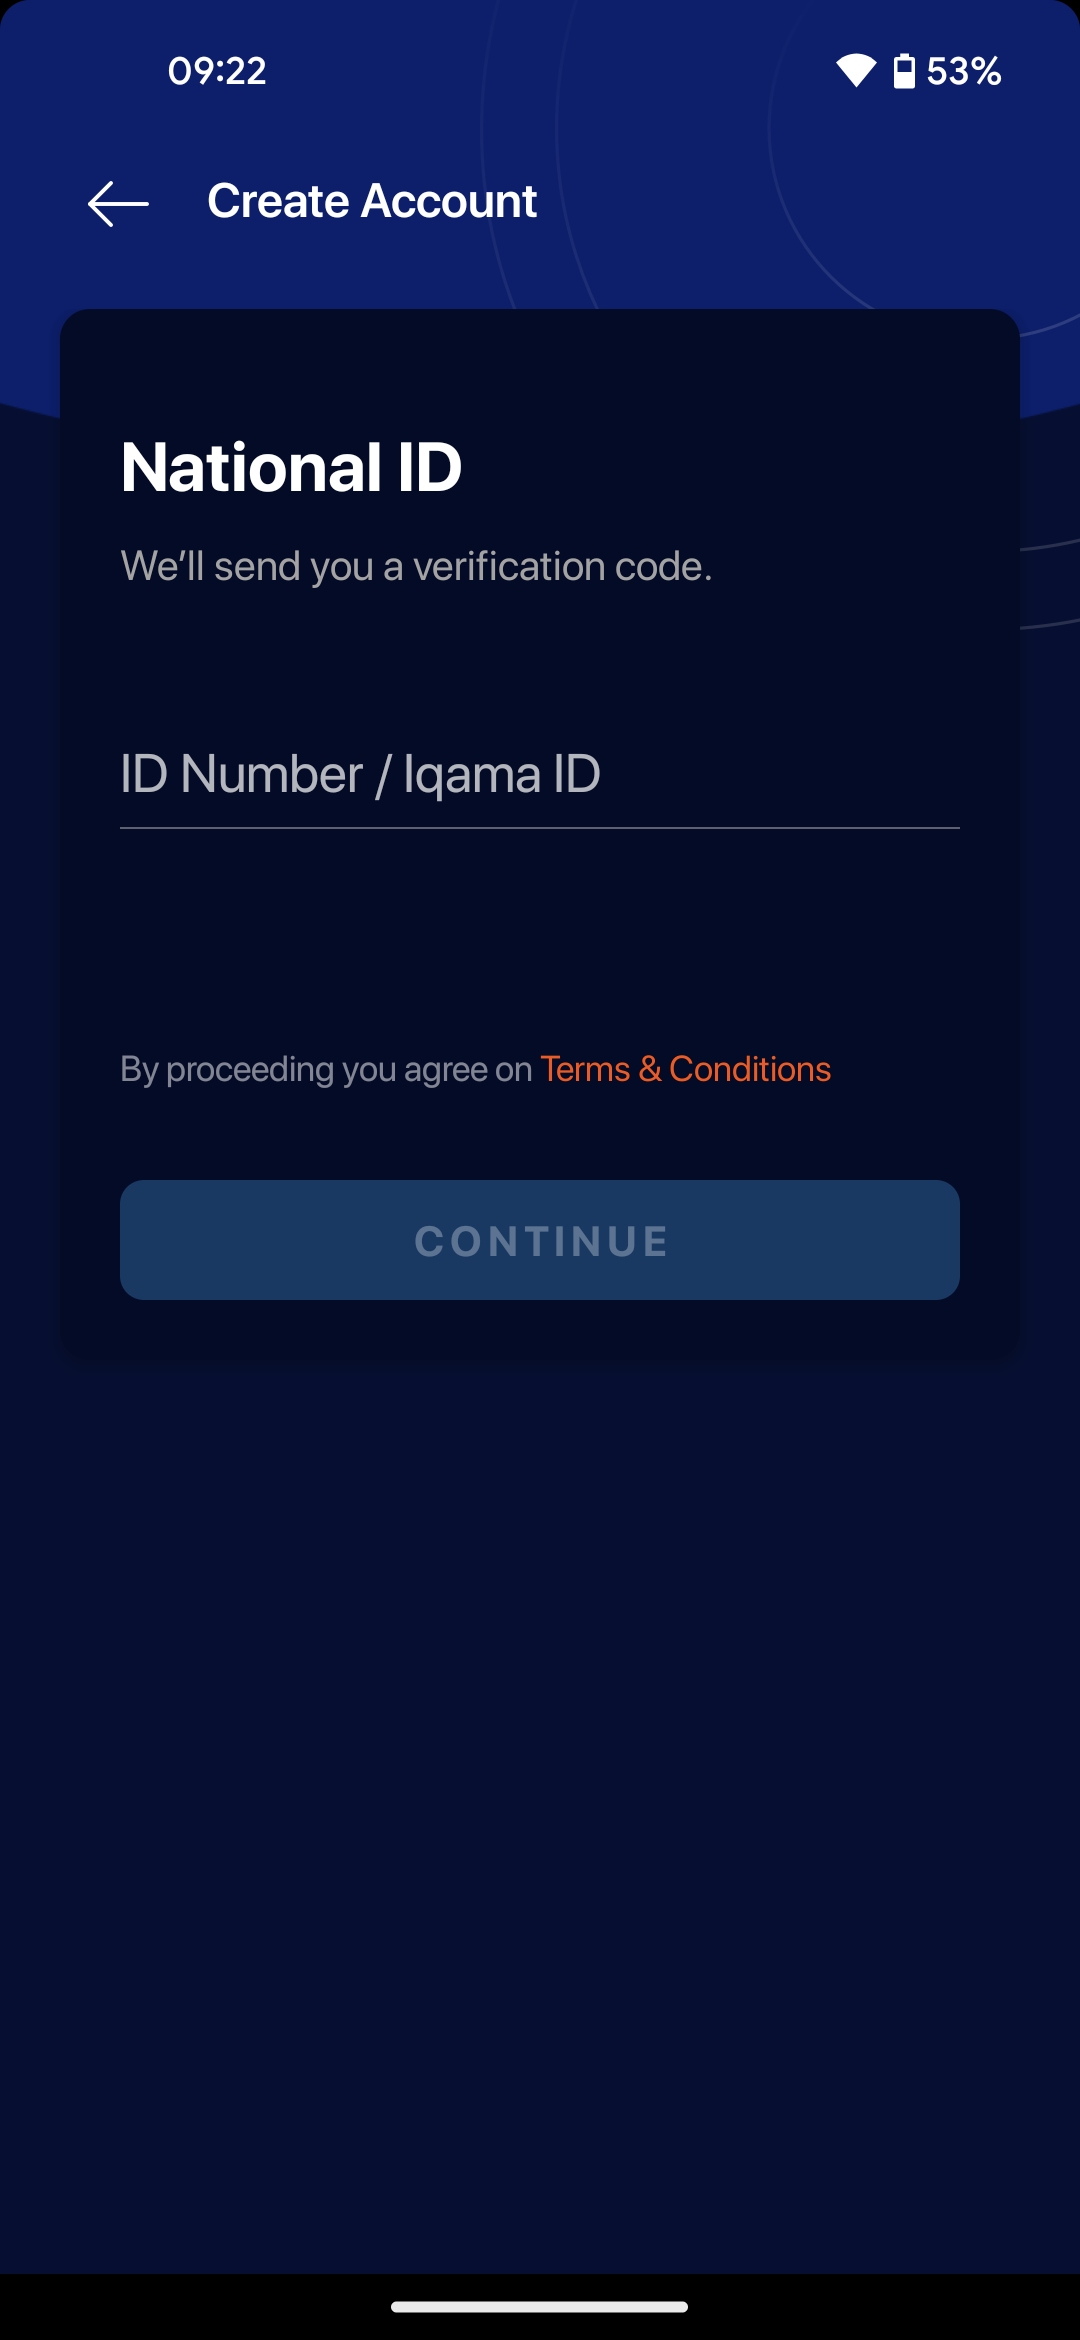 09:22
53%
Create Account
National ID
We’ll send you a verification code.
ID Number / Iqama ID
By proceeding you agree on Terms & Conditions
CONTINUE